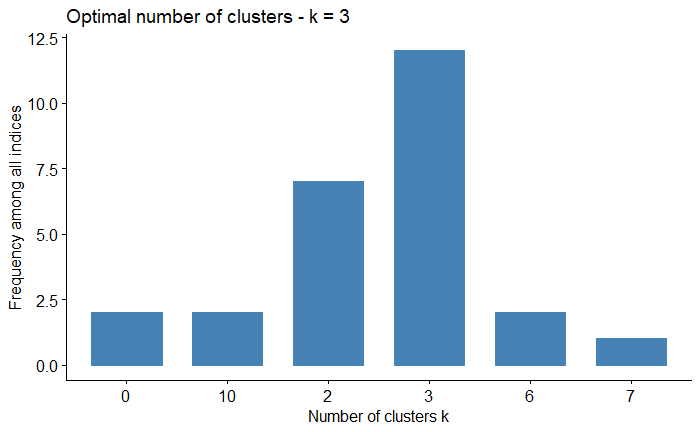 Optimal number of clusters - k = 3
Frequency among all indices
12.5
10.0
7.5
5.0
2.5
0.0
0 10 2 3 6 7
Number of clusters k